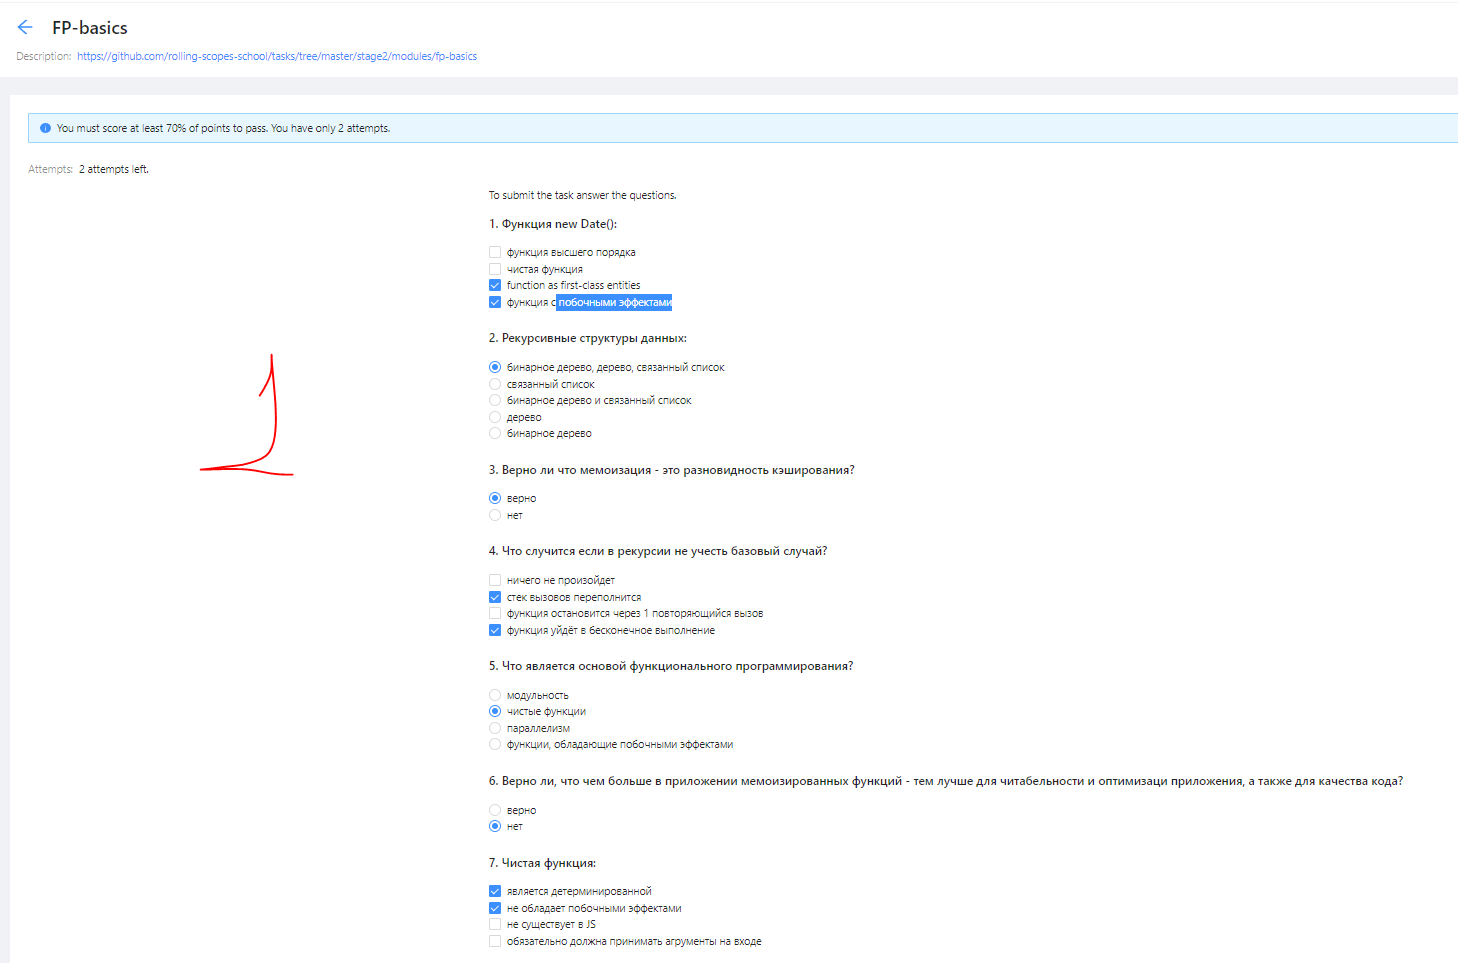 FP-basics
Description: https://github.com/rolling-scopes-school/tasks/tree/master/stage2/modules/fp-basics
You must score at least 70% of points to pass. You have only 2 attempts.
Attempts: 2 attempts left.
To submit the task answer the questions.
1. Функция new Date():
функция высшего порядка
чистая функция
function as first-class entities
функция с побочными эффектами
2. Рекурсивные структуры данных:
бинарное дерево, дерево, связанный список
связанный список
бинарное дерево и связанный список
дерево
бинарное дерево
1
3. Верно ли что мемоизация - это разновидность кэширования?
верно
нет
4. Что случится если в рекурсии не учесть базовый случай?
ничего не произойдет
стек вызовов переполнится
функция остановится через 1 повторяющийся вызов
функция уйдёт в бесконечное выполнение
5. Что является основой функционального программирования?
модульность
чистые функции
параллелизм
функции, обладающие побочными эффектами
6. Верно ли, что чем больше в приложении мемоизированных функций - тем лучше для читабельности и оптимизаци приложения, а также для качества кода?
верно
нет
7. Чистая функция:
является детерминированной
не обладает побочными эффектами
не существует в JS
обязательно должна принимать агрументы на входе